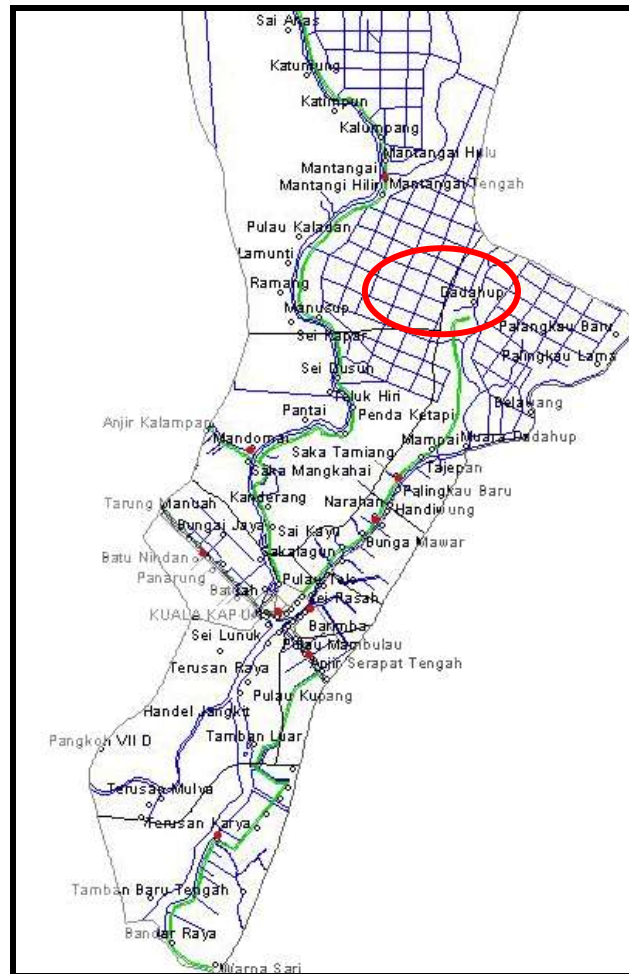 Sai Ahas
Katunjung
Katimpun
Kalumpang
Mantangai Hulu
Mantangai
Mantangi Hilir
Mantangai Tengah
Pulau Kaladan
Lamunti
Ramang
Dadahup
Manusup
Palangkau Baru
Sei Kapar
Palingkau Lama
Sei Dusun
Teluk Hiri
Belawang
Pantai
Penda Ketapi
Anjir Kalampan
Mandomai
Mampai
Muara Dadahup
Saka Tamiang
Saka Mangkahai
Tajepan
Kanderang
Palingkau Baru
Tarung Manuah
Narahan
Handiwung
Bungai Jaya
Sai Kayu
Bunga Mawar
Batu Nindan
Sakalagun
Panarung
Pulau Telo
Sei Pasah
KUALA KAPUAS
Barimba
Sei Lunuk
Mambulau
Anjir Serapat Tengah
Terusan Raya
Pulau Kupang
Handel Jangkit
Tamban Luar
Pangkoh VII D
Terusan Mulya
Terusan Karya
Tamban Baru Tengah
Bandar Raya
Warna Sari